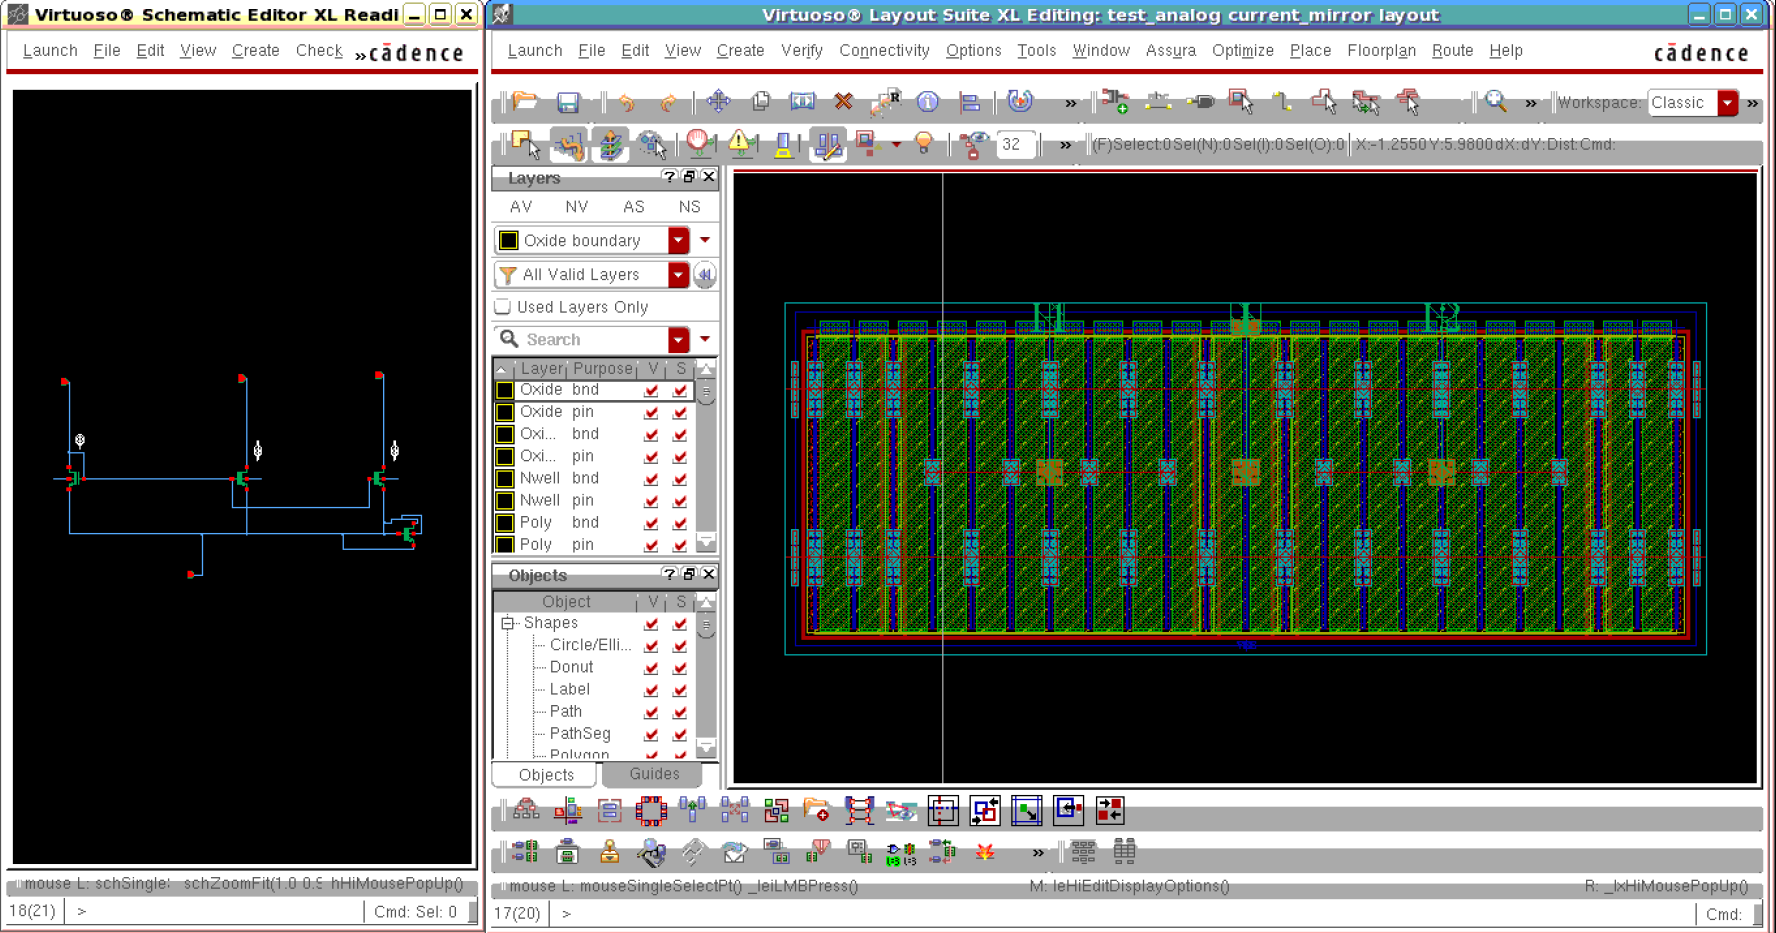 Virtuoso® Schematic Editor XL Readi
Launch File Edit View Create Check » cādence
mouse L: schSingle: schZoomFit(1.0 0.9 hHiMousePopUp()
18(21) > Cmd: Sel: 0
Virtuoso® Layout Suite XL Editing: test_analog current_mirror layout
Launch File Edit View Create Verify Connectivity Options Tools Window Assura Optimize Place Floorplan Route Help cādence
» R » Workspace: Classic »
32 » (F)Select:0 Sel(N):0 Sel(I):0 Sel(O):0 X:-1.2550 Y:5.9800 dX: dY: Dist: Cmd:
Layers
AV NV AS NS
Oxide boundary
All Valid Layers
Used Layers Only
Search
Layer Purpose V S
Oxide bnd
Oxide pin
Oxi... bnd
Oxi... pin
Nwell bnd
Nwell pin
Poly bnd
Poly pin
Objects
Object V S
Shapes
Circle/Elli...
Donut
Label
Path
PathSeg
Polygon
Objects Guides
mouse L: mouseSingleSelectPt() _leiLMBPress() M: leHiEditDisplayOptions() R: _lxHiMousePopUp()
17(20) > Cmd: